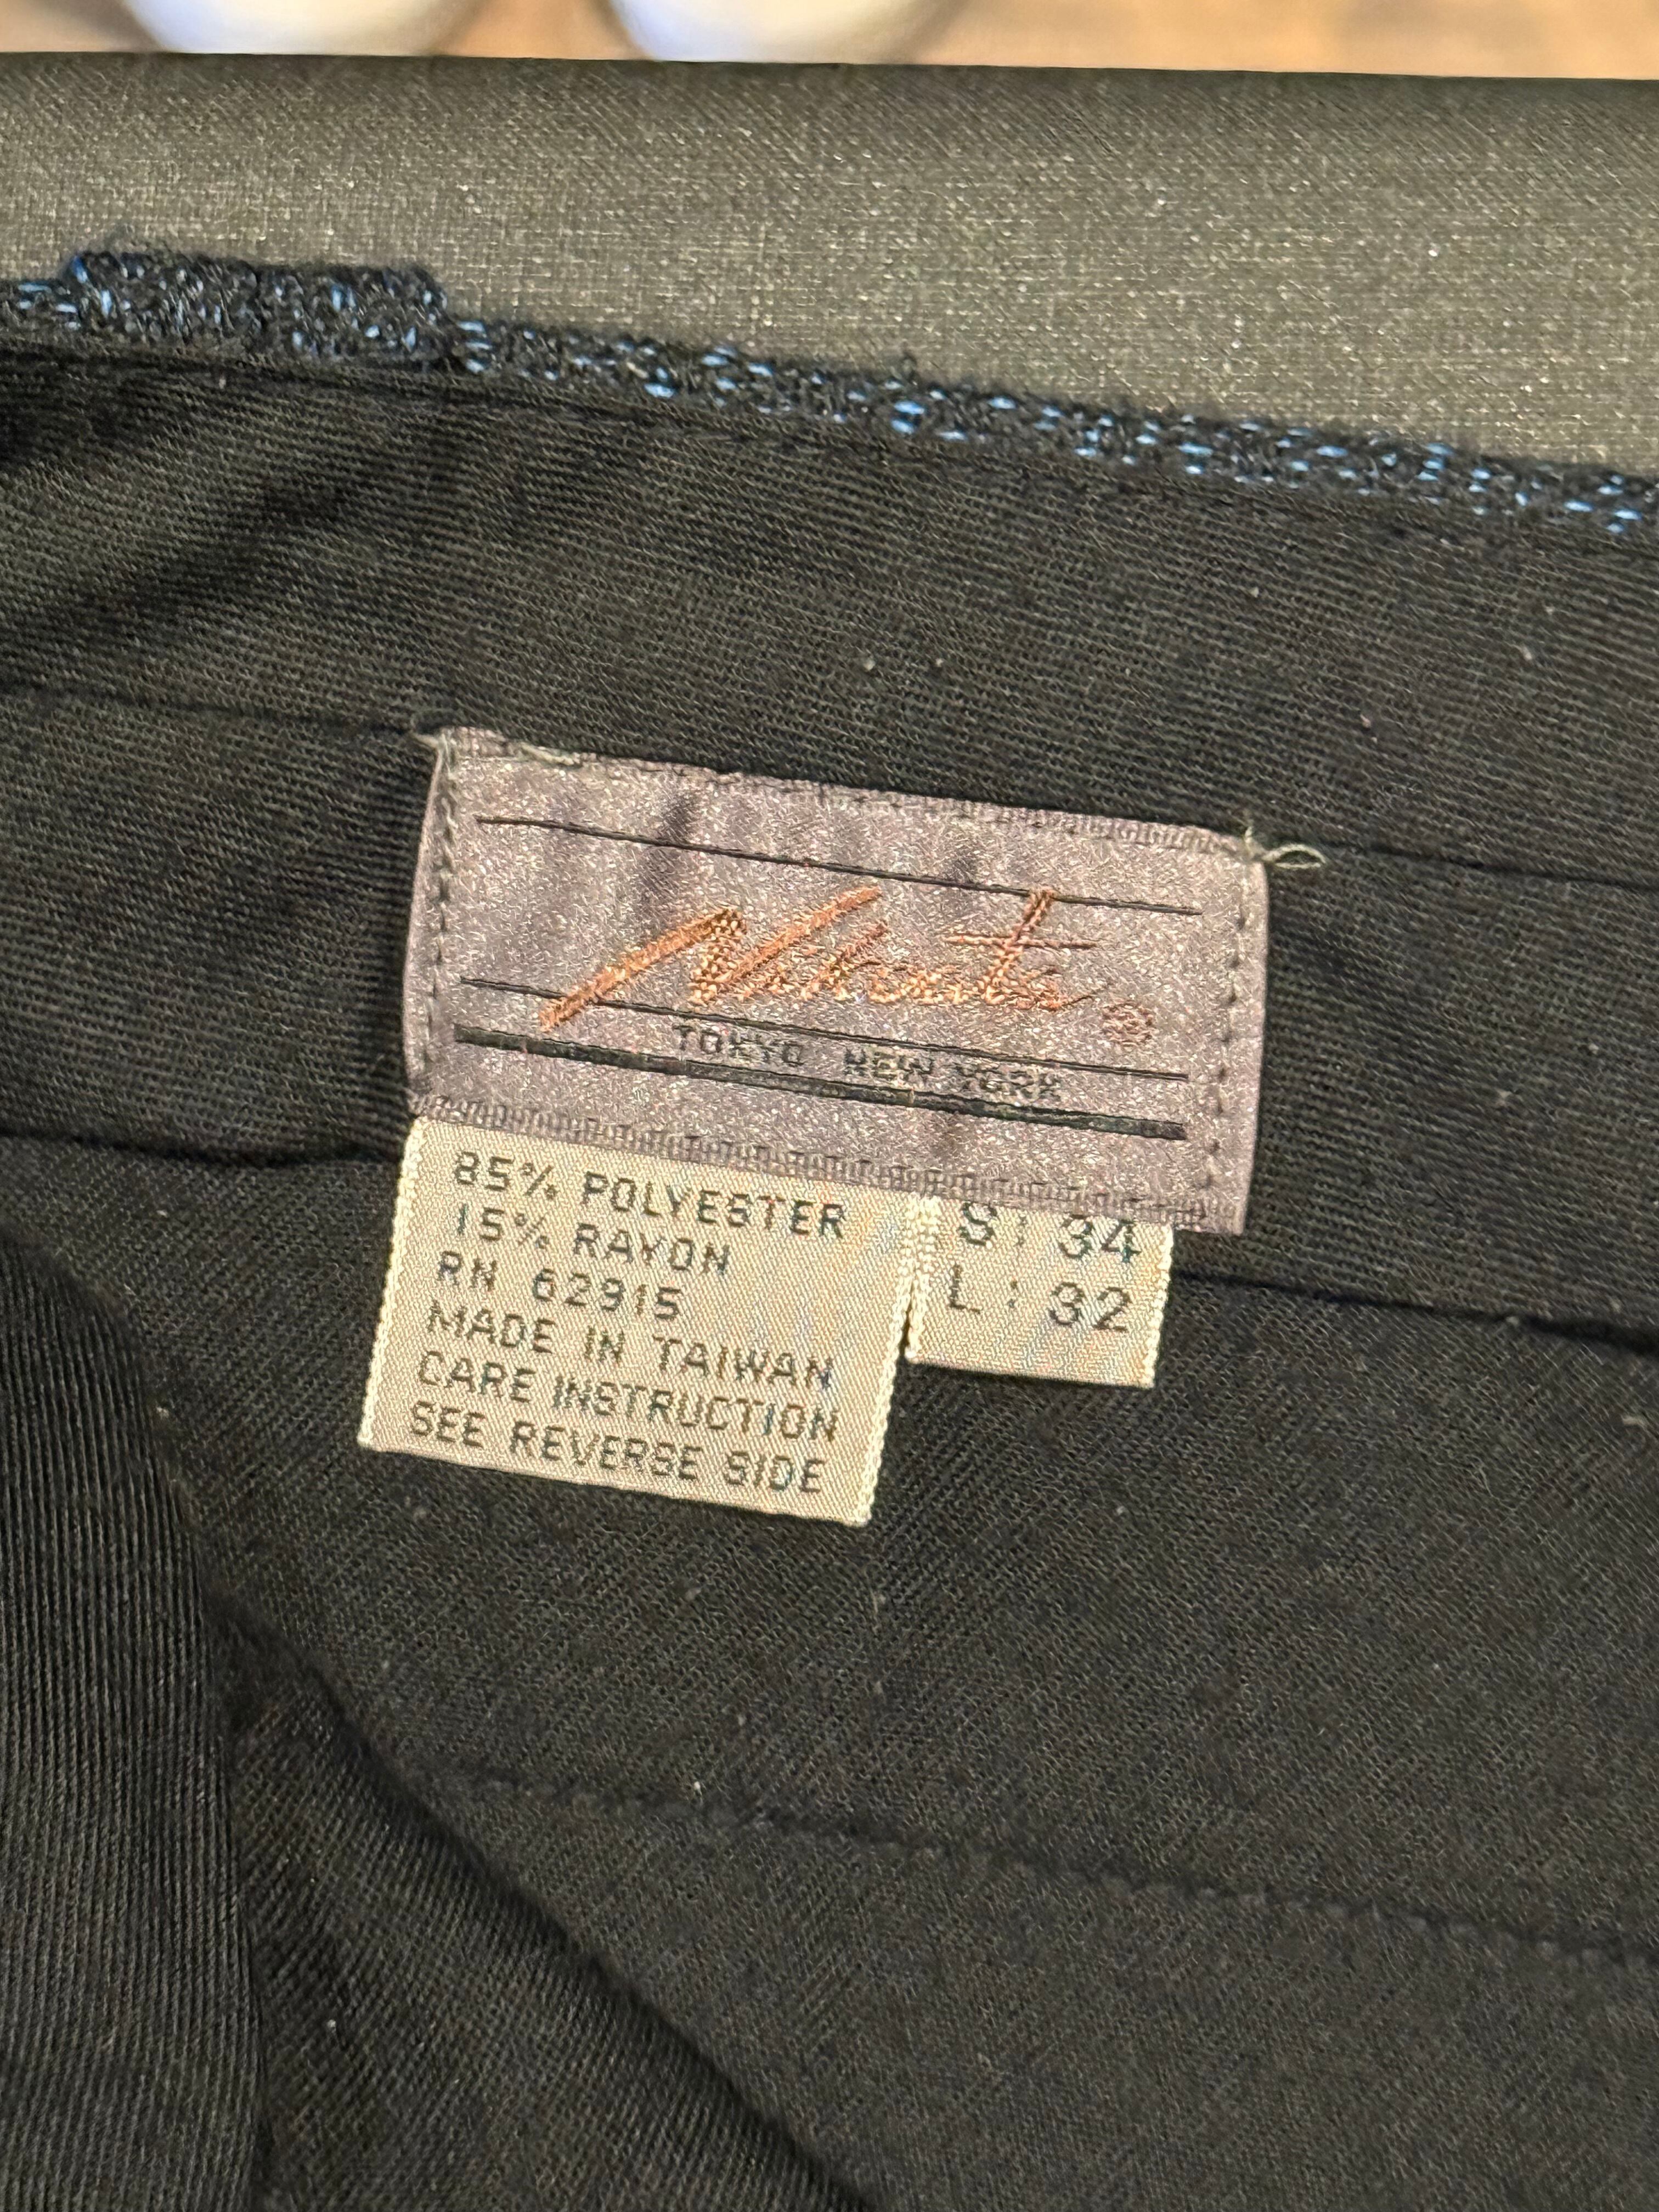 TOKYO NEW YORK
85% POLYESTER
15% RAYON
RN 62915
MADE IN TAIWAN
CARE INSTRUCTION
SEE REVERSE SIDE
S: 34
L: 32